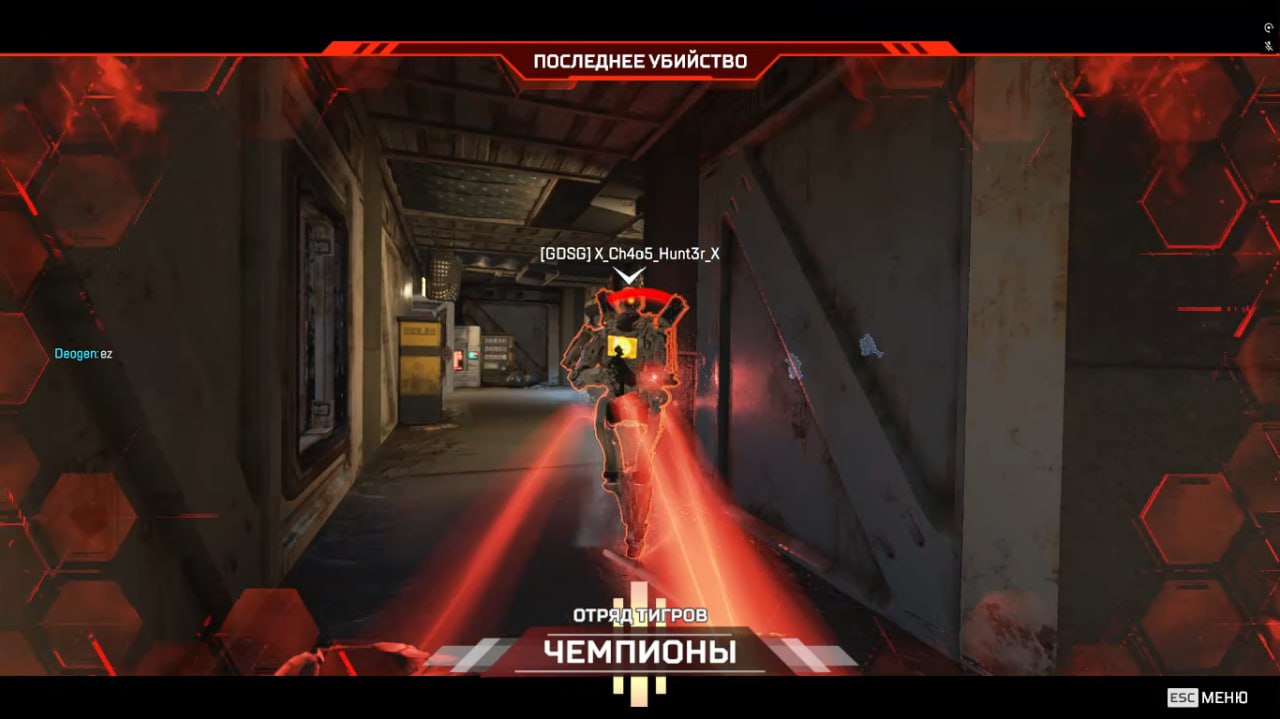 ПОСЛЕДНЕЕ УБИЙСТВО
[GDSG] X_Ch4o5_Hunt3r_X
Deogen: ez
ОТРЯД ТИГРОВ
ЧЕМПИОНЫ
ESC МЕНЮ